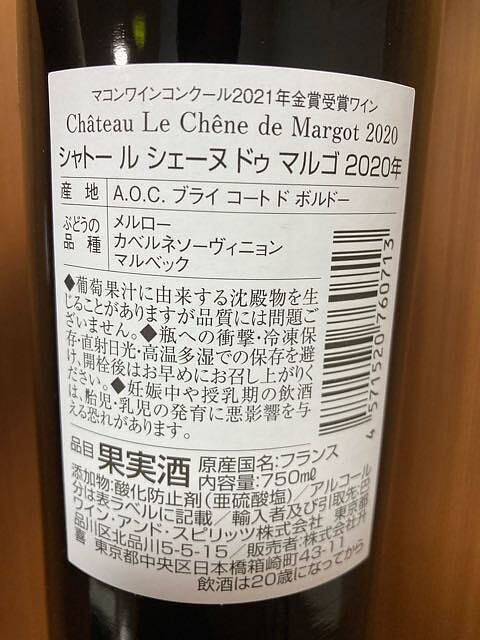 マコンワインコンクール2021年金賞受賞ワイン
Château Le Chêne de Margot 2020
シャトー ル シェーヌ ドゥ マルゴ 2020年
産 地 A.O.C. ブライ コート ド ボルドー
ぶどうの品種 メルロー
カベルネソーヴィニョン
マルベック
◆葡萄果汁に由来する沈殿物を生
じることがありますが品質には問題ご
ざいません。◆瓶への衝撃・冷凍保
存・直射日光・高温多湿での保存を避
け、開栓後はお早めにお召し上がりく
ださい。◆妊娠中や授乳期の飲酒
は、胎児・乳児の発育に悪影響を与
える恐れがあります。
4 571520 760713
品目 果実酒 原産国名:フランス
内容量:750㎖
添加物:酸化防止剤(亜硫酸塩)/アルコール
分は表ラベルに記載/輸入者及び引取先:巴
ワイン・アンド・スピリッツ株式会社 東京都
品川区北品川5-5-15/販売者:株式会社升
喜 東京都中央区日本橋箱崎町43-11
飲酒は20歳になってから